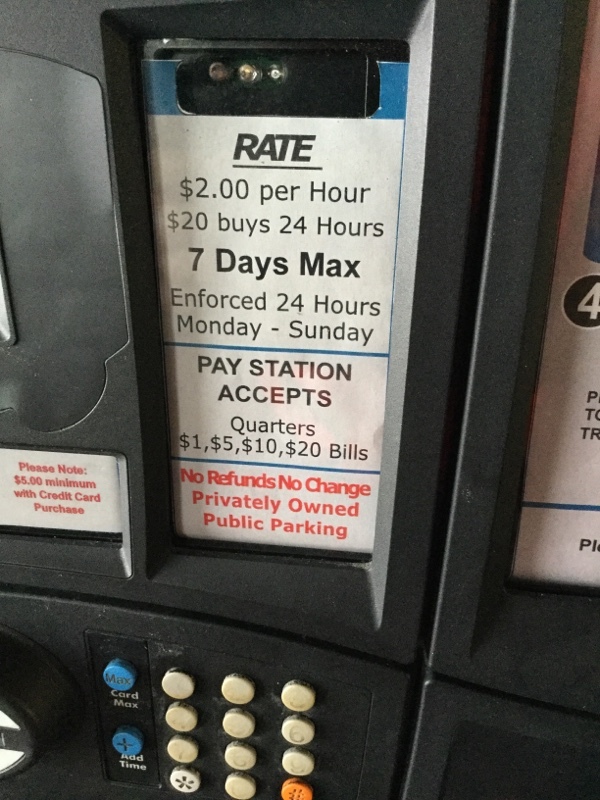 RATE
$2.00 per Hour
$20 buys 24 Hours
7 Days Max
Enforced 24 Hours
Monday - Sunday
PAY STATION
ACCEPTS
Quarters
$1,$5,$10,$20 Bills
No Refunds No Change
Privately Owned
Public Parking
Please Note:
$5.00 minimum
with Credit Card
Purchase
Max
Card
Max
+
Add
Time
*
#
4